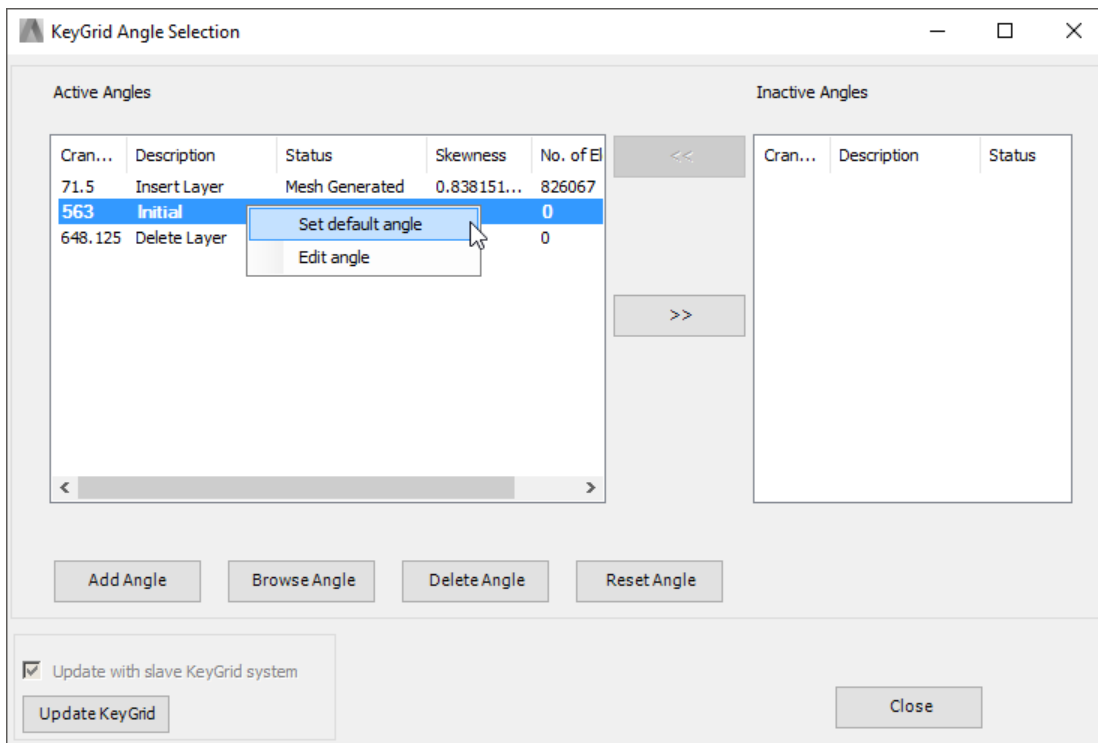 KeyGrid Angle Selection
Active Angles
Inactive Angles
Cran... Description Status Skewness No. of El
<<
Cran... Description Status
71.5 Insert Layer Mesh Generated 0.838151... 826067
563 Initial 0
Set default angle
648.125 Delete Layer 0
Edit angle
>>
Add Angle Browse Angle Delete Angle Reset Angle
Update with slave KeyGrid system
Update KeyGrid
Close